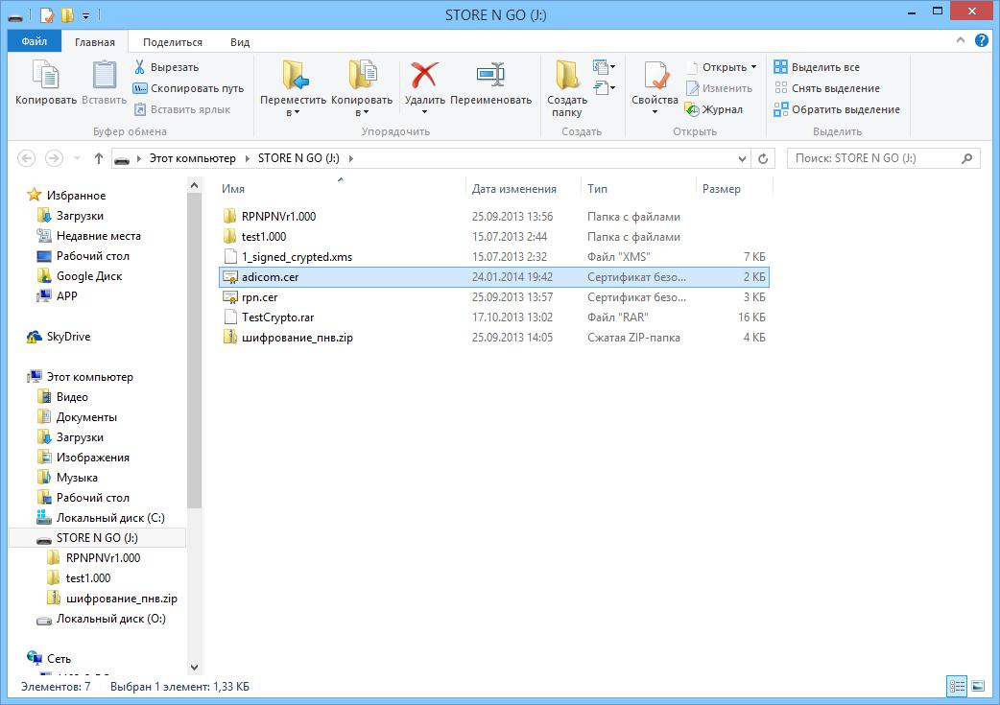 STORE N GO (J:)
Файл Главная Поделиться Вид
Копировать
Вставить
Вырезать
Скопировать путь
Вставить ярлык
Буфер обмена
Переместить в
Копировать в
Удалить
Переименовать
Упорядочить
Создать папку
Создать
Свойства
Открыть
Изменить
Журнал
Открыть
Выделить все
Снять выделение
Обратить выделение
Выделить
Этот компьютер STORE N GO (J:)
Поиск: STORE N GO (J:)
Избранное
Загрузки
Недавние места
Рабочий стол
Google Диск
APP
SkyDrive
Этот компьютер
Видео
Документы
Загрузки
Изображения
Музыка
Рабочий стол
Локальный диск (C:)
STORE N GO (J:)
RPNPNVr1.000
test1.000
шифрование_пнв.zip
Локальный диск (O:)
Сеть
Имя Дата изменения Тип Размер
RPNPNVr1.000 25.09.2013 13:56 Папка с файлами
test1.000 15.07.2013 2:44 Папка с файлами
1_signed_crypted.xms 15.07.2013 2:32 Файл "XMS" 7 КБ
adicom.cer 24.01.2014 19:42 Сертификат безо... 2 КБ
rpn.cer 25.09.2013 13:57 Сертификат безо... 3 КБ
TestCrypto.rar 17.10.2013 13:02 Файл "RAR" 16 КБ
шифрование_пнв.zip 25.09.2013 14:05 Сжатая ZIP-папка 4 КБ
Элементов: 7 Выбран 1 элемент: 1,33 КБ